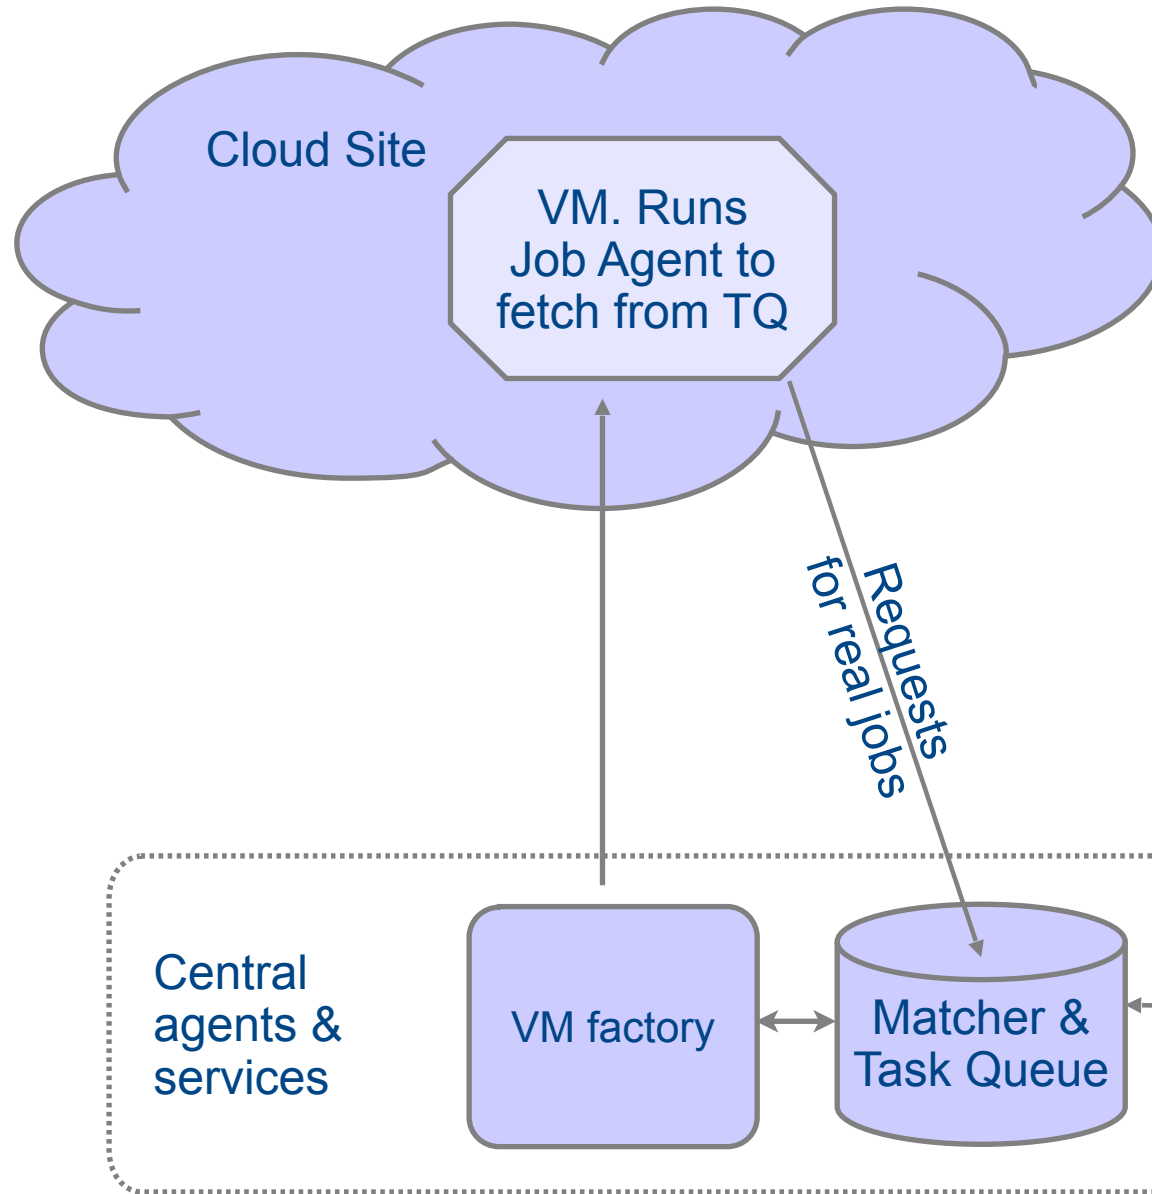 Cloud Site
VM. Runs
Job Agent to
fetch from TQ
Requests
for real jobs
Central
agents &
services
VM factory
Matcher &
Task Queue